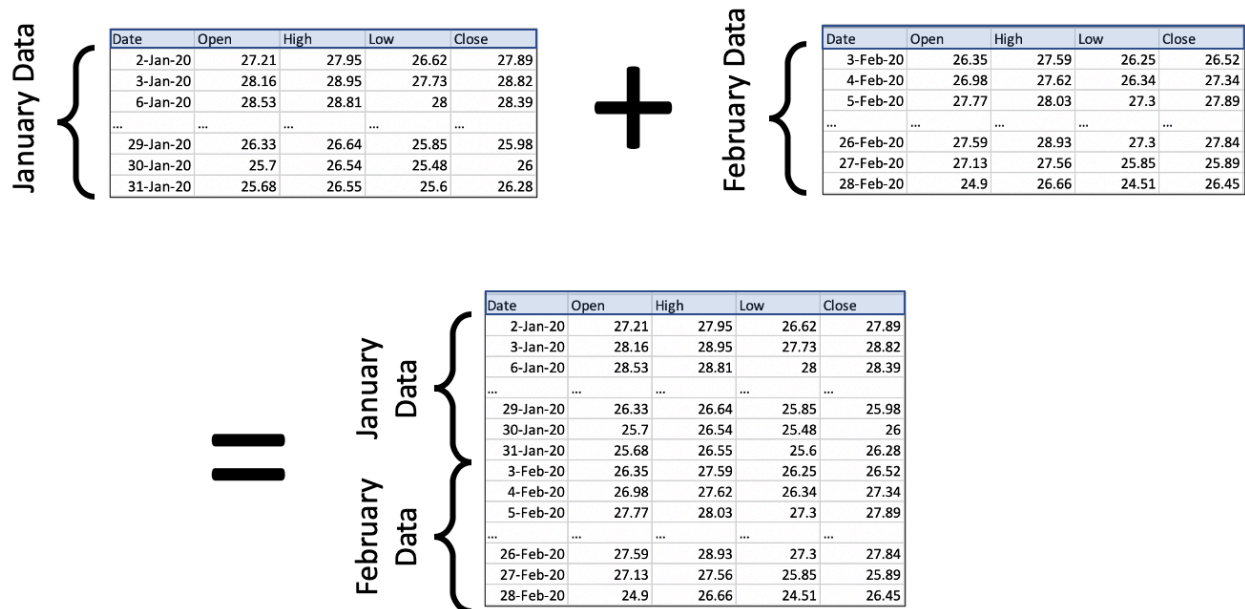 January Data
Date Open High Low Close
2-Jan-20 27.21 27.95 26.62 27.89
3-Jan-20 28.16 28.95 27.73 28.82
6-Jan-20 28.53 28.81 28 28.39
... ... ... ... ...
29-Jan-20 26.33 26.64 25.85 25.98
30-Jan-20 25.7 26.54 25.48 26
31-Jan-20 25.68 26.55 25.6 26.28
+
February Data
Date Open High Low Close
3-Feb-20 26.35 27.59 26.25 26.52
4-Feb-20 26.98 27.62 26.34 27.34
5-Feb-20 27.77 28.03 27.3 27.89
... ... ... ... ...
26-Feb-20 27.59 28.93 27.3 27.84
27-Feb-20 27.13 27.56 25.85 25.89
28-Feb-20 24.9 26.66 24.51 26.45
=
January
Data
February
Data
Date Open High Low Close
2-Jan-20 27.21 27.95 26.62 27.89
3-Jan-20 28.16 28.95 27.73 28.82
6-Jan-20 28.53 28.81 28 28.39
... ... ... ... ...
29-Jan-20 26.33 26.64 25.85 25.98
30-Jan-20 25.7 26.54 25.48 26
31-Jan-20 25.68 26.55 25.6 26.28
3-Feb-20 26.35 27.59 26.25 26.52
4-Feb-20 26.98 27.62 26.34 27.34
5-Feb-20 27.77 28.03 27.3 27.89
... ... ... ... ...
26-Feb-20 27.59 28.93 27.3 27.84
27-Feb-20 27.13 27.56 25.85 25.89
28-Feb-20 24.9 26.66 24.51 26.45